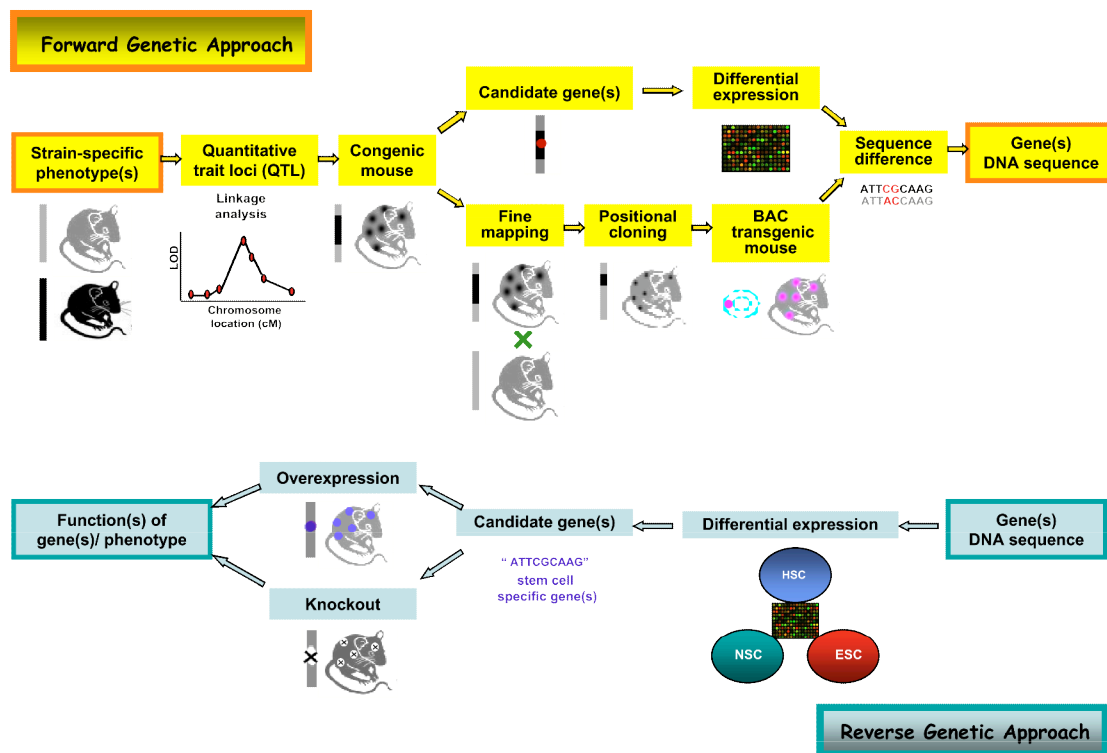 Forward Genetic Approach
Strain-specific
phenotype(s)
Quantitative
trait loci (QTL)
Linkage
analysis
LOD
Chromosome
location (cM)
Congenic
mouse
Candidate gene(s)
Differential
expression
Fine
mapping
Positional
cloning
BAC
transgenic
mouse
Sequence
difference
ATTCGCAAG
ATTACCAAG
Gene(s)
DNA sequence
Function(s) of
gene(s)/ phenotype
Overexpression
Knockout
Candidate gene(s)
“ ATTCGCAAG”
stem cell
specific gene(s)
Differential expression
HSC
NSC
ESC
Gene(s)
DNA sequence
Reverse Genetic Approach